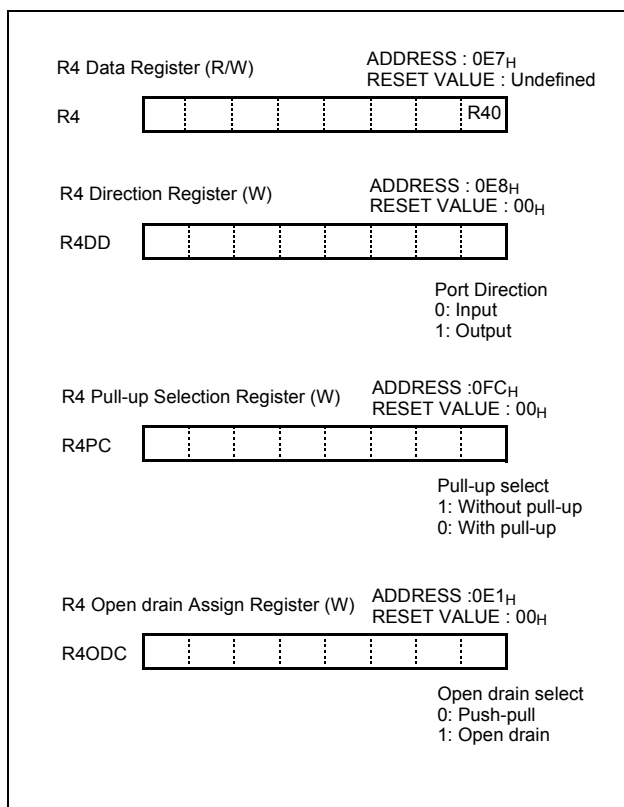 R4 Data Register (R/W)
ADDRESS : 0E7H
RESET VALUE : Undefined
R4
R40
R4 Direction Register (W)
ADDRESS : 0E8H
RESET VALUE : 00H
R4DD
Port Direction
0: Input
1: Output
R4 Pull-up Selection Register (W)
ADDRESS :0FCH
RESET VALUE : 00H
R4PC
Pull-up select
1: Without pull-up
0: With pull-up
R4 Open drain Assign Register (W)
ADDRESS :0E1H
RESET VALUE : 00H
R4ODC
Open drain select
0: Push-pull
1: Open drain